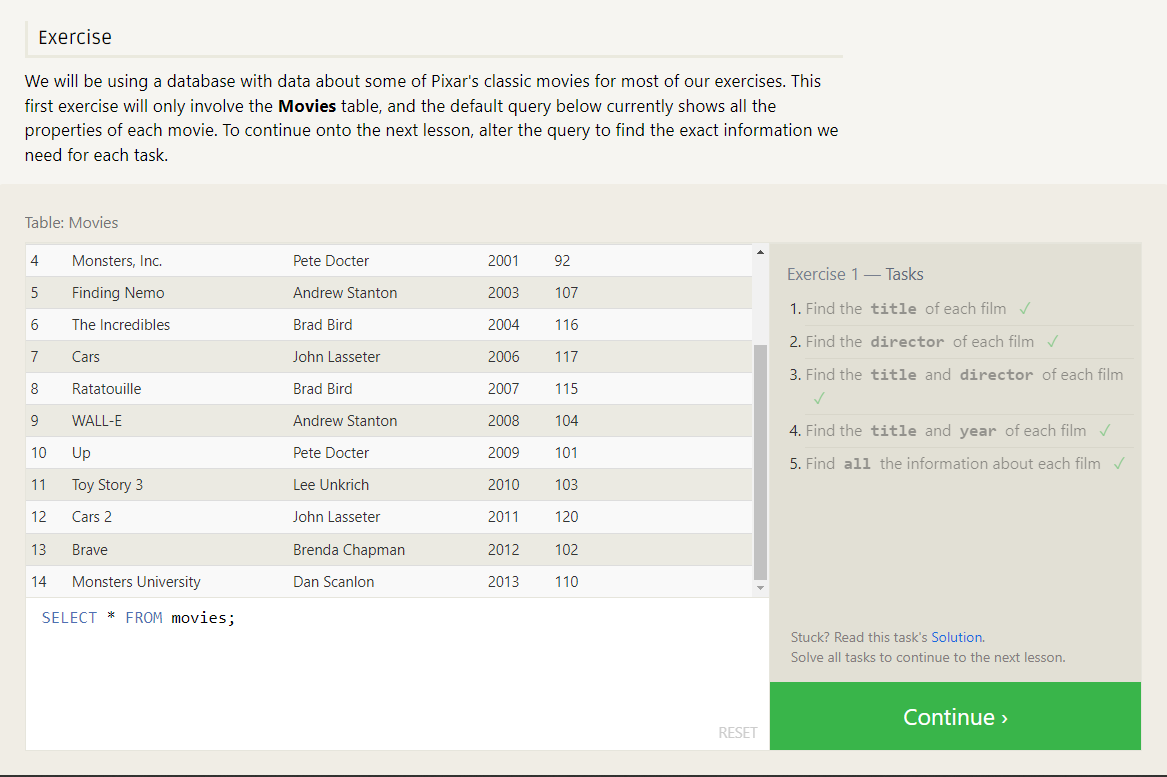 Exercise
We will be using a database with data about some of Pixar's classic movies for most of our exercises. This
first exercise will only involve the Movies table, and the default query below currently shows all the
properties of each movie. To continue onto the next lesson, alter the query to find the exact information we
need for each task.
Table: Movies
4 Monsters, Inc. Pete Docter 2001 92
5 Finding Nemo Andrew Stanton 2003 107
6 The Incredibles Brad Bird 2004 116
7 Cars John Lasseter 2006 117
8 Ratatouille Brad Bird 2007 115
9 WALL-E Andrew Stanton 2008 104
10 Up Pete Docter 2009 101
11 Toy Story 3 Lee Unkrich 2010 103
12 Cars 2 John Lasseter 2011 120
13 Brave Brenda Chapman 2012 102
14 Monsters University Dan Scanlon 2013 110
SELECT * FROM movies;
RESET
Exercise 1 — Tasks
1. Find the title of each film ✓
2. Find the director of each film ✓
3. Find the title and director of each film
✓
4. Find the title and year of each film ✓
5. Find all the information about each film ✓
Stuck? Read this task's Solution.
Solve all tasks to continue to the next lesson.
Continue ›